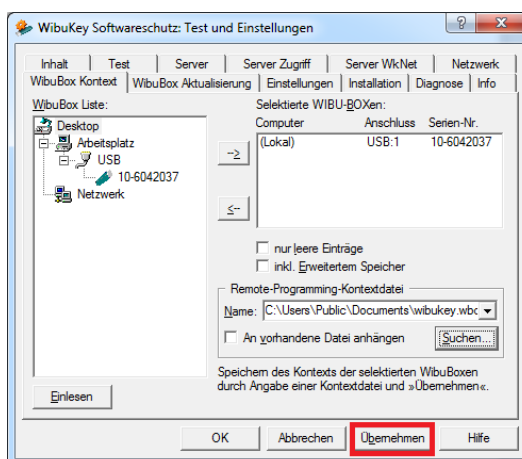 WibuKey Softwareschutz: Test und Einstellungen
Inhalt Test Server Server Zugriff Server WkNet Netzwerk
WibuBox Kontext WibuBox Aktualisierung Einstellungen Installation Diagnose Info
WibuBox Liste:
Desktop
Arbeitsplatz
USB
10-6042037
Netzwerk
Einlesen
-->
<--
Selektierte WIBU-BOXen:
Computer Anschluss Serien-Nr.
(Lokal) USB:1 10-6042037
nur leere Einträge
inkl. Erweitertem Speicher
Remote-Programming-Kontextdatei
Name: C:\Users\Public\Documents\wibukey.wbc
An vorhandene Datei anhängen Suchen...
Speichern des Kontexts der selektierten WibuBoxen
durch Angabe einer Kontextdatei und »Übernehmen«.
OK Abbrechen Übernehmen Hilfe